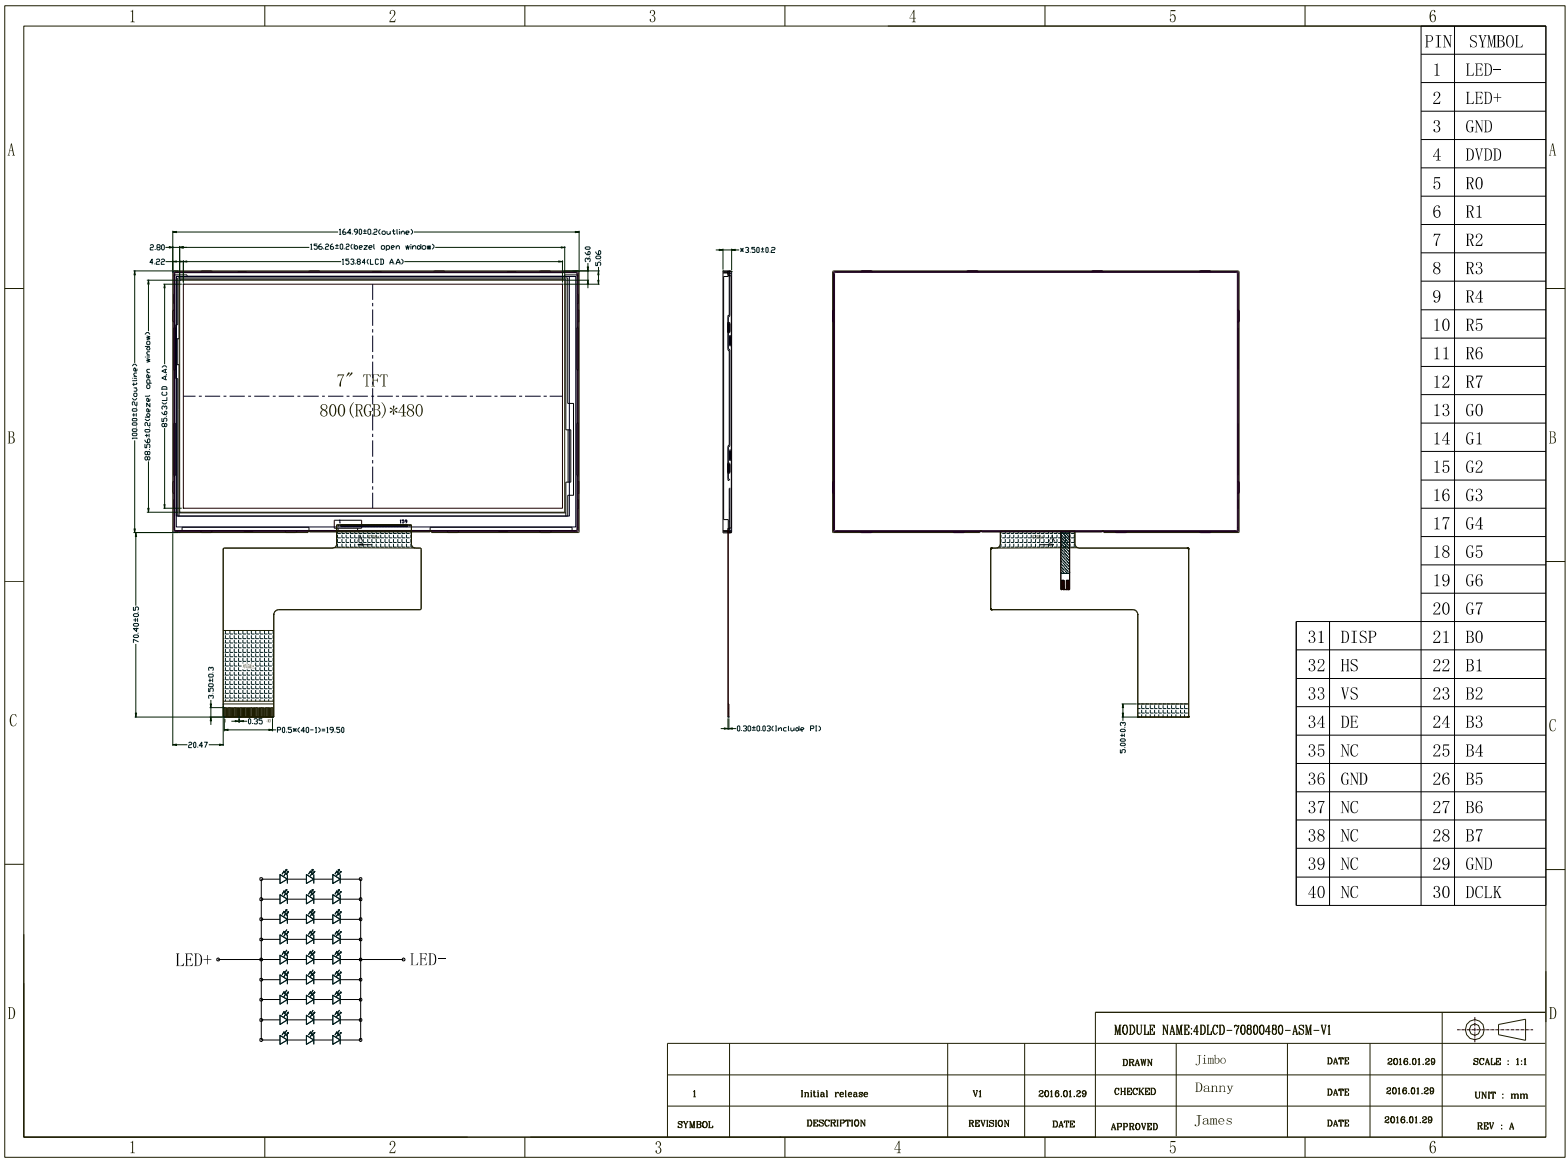 1 2 3 4 5 6
A
B
C
D
A
B
C
D
1 2 3 4 5 6
164.90±0.2(outline)
2.80
156.26±0.2(bezel open window)
4.22
153.84(LCD AA)
3.60
5.06
100.00±0.2(outline)
88.56±0.2(bezel open window)
85.63(LCD A.A)
7" TFT
800(RGB)*480
70.40±0.5
3.50±0.3
0.35
P0.5*(40-1)=19.50
20.47
*3.50±0.2
0.30±0.03(Include PI)
5.00±0.3
LED+
LED-
PIN SYMBOL
1 LED-
2 LED+
3 GND
4 DVDD
5 R0
6 R1
7 R2
8 R3
9 R4
10 R5
11 R6
12 R7
13 G0
14 G1
15 G2
16 G3
17 G4
18 G5
19 G6
20 G7
31 DISP 21 B0
32 HS 22 B1
33 VS 23 B2
34 DE 24 B3
35 NC 25 B4
36 GND 26 B5
37 NC 27 B6
38 NC 28 B7
39 NC 29 GND
40 NC 30 DCLK
MODULE NAME:4DLCD-70800480-ASM-V1
DRAWN Jimbo DATE 2016.01.29 SCALE : 1:1
1 Initial release V1 2016.01.29 CHECKED Danny DATE 2016.01.29 UNIT : mm
SYMBOL DESCRIPTION REVISION DATE APPROVED James DATE 2016.01.29 REV : A